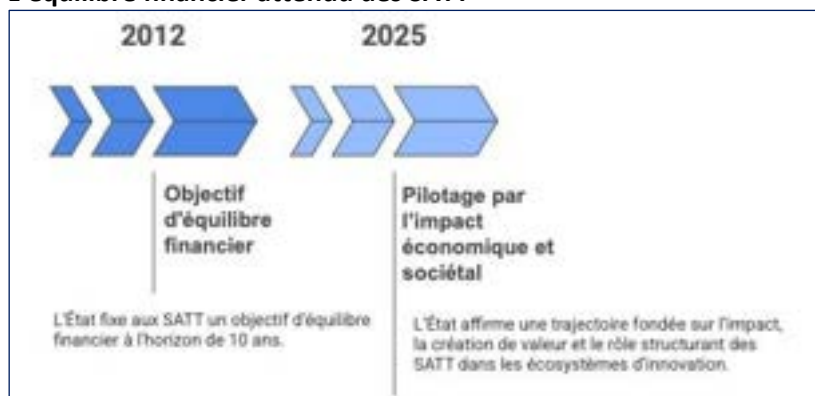 2012
2025
Objectif
d'équilibre
financier
Pilotage par
l'impact
économique et
sociétal
L'État fixe aux SATT un objectif d'équilibre
financier à l'horizon de 10 ans.
L'État affirme une trajectoire fondée sur l'impact,
la création de valeur et le rôle structurant des
SATT dans les écosystèmes d'innovation.